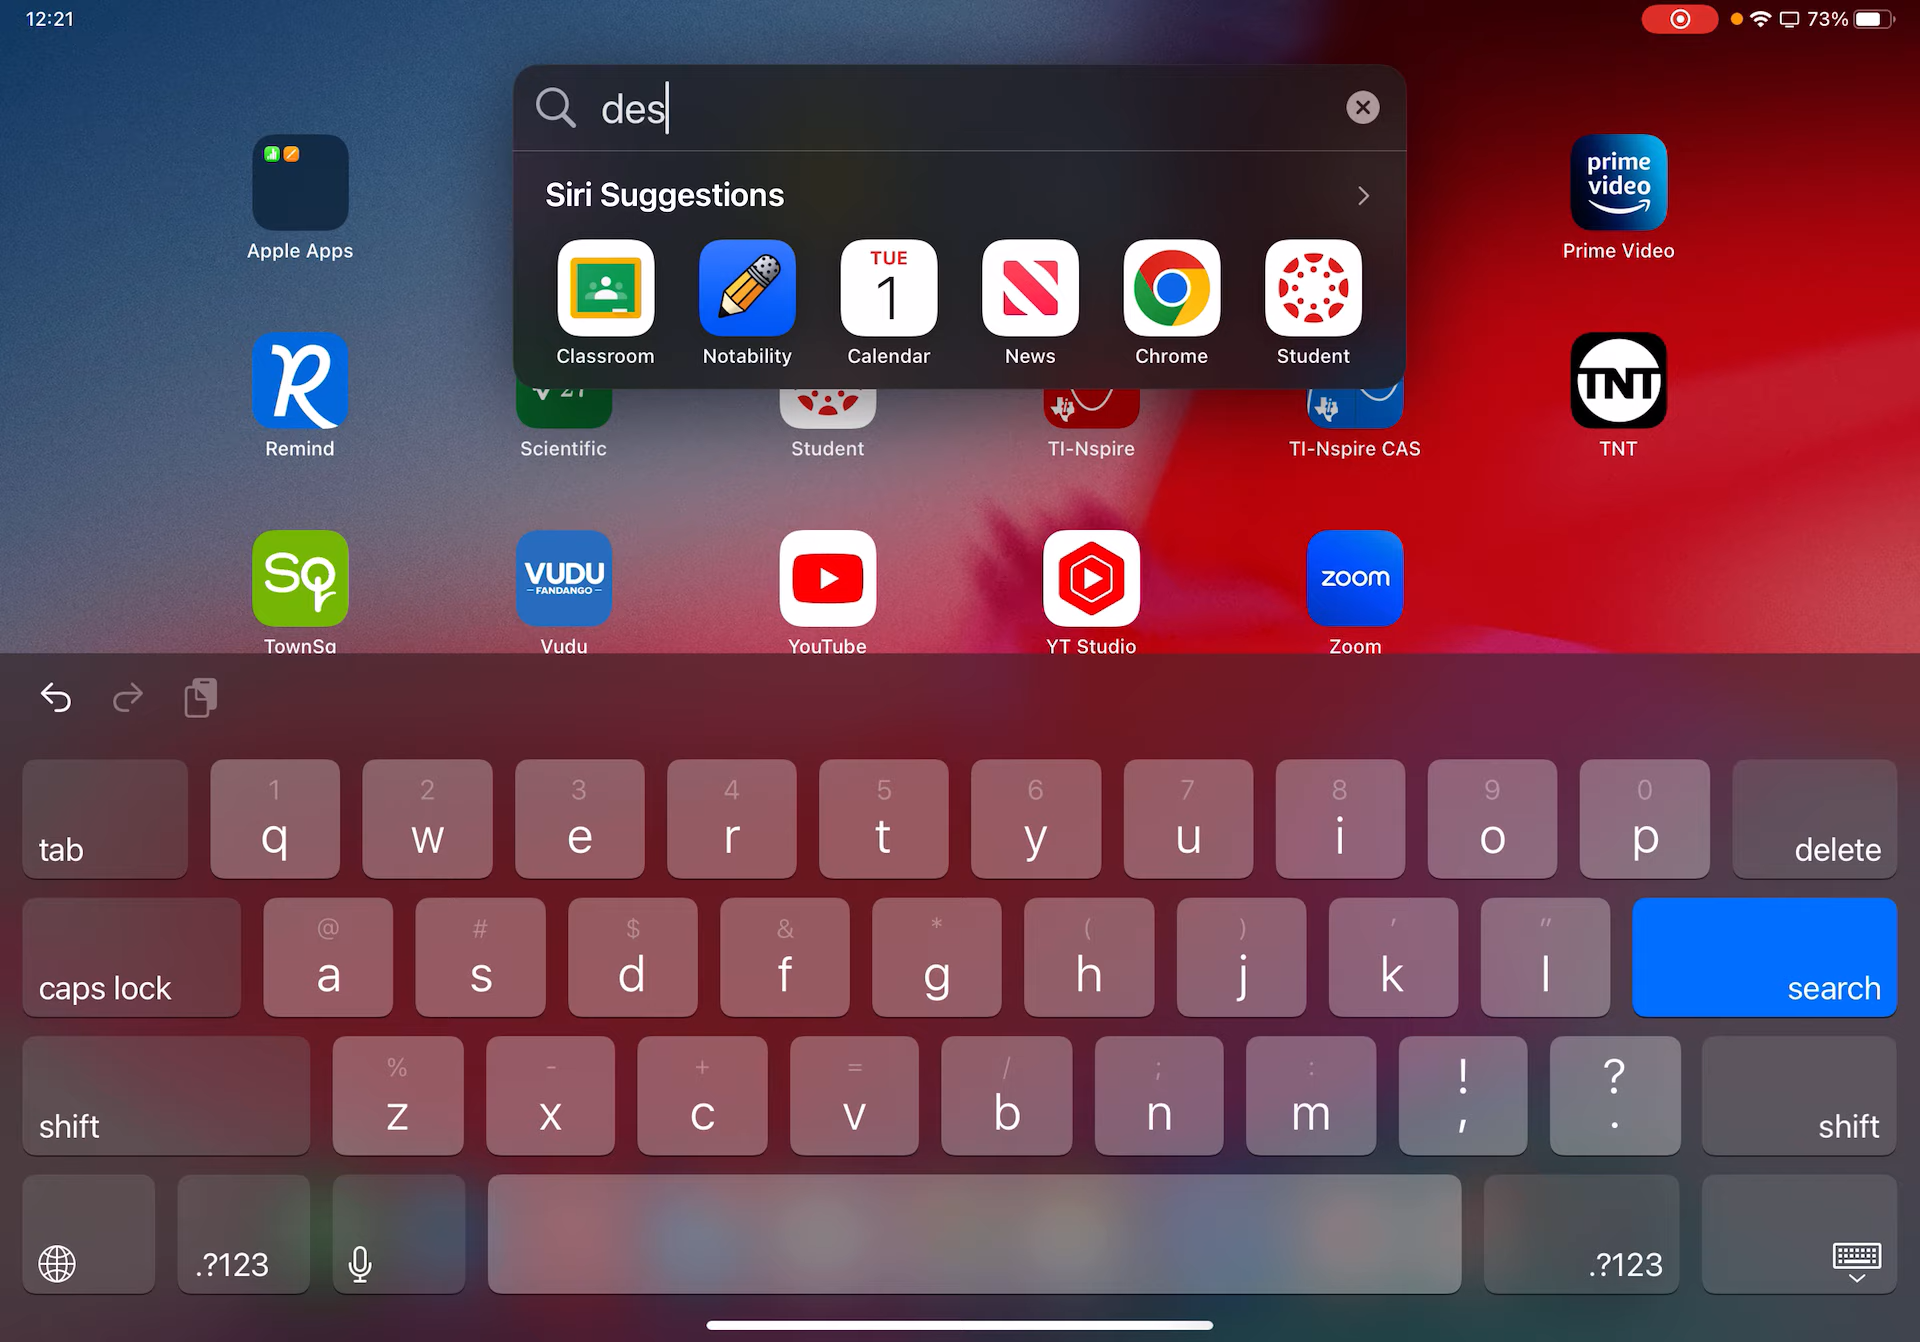 12:21
73%
des
Siri Suggestions
TUE
1
Classroom Notability Calendar News Chrome Student
Apple Apps
prime
video
Prime Video
R
Remind Scientific Student TI-Nspire TI-Nspire CAS
TNT
TNT
SQ
VUDU
FANDANGO
zoom
TownSq Vudu YouTube YT Studio Zoom
tab
1 2 3 4 5 6 7 8 9 0
q w e r t y u i o p
delete
caps lock
@ # $ & * ( ) ' "
a s d f g h j k l
search
shift
% - + = / ; : ! ?
z x c v b n m , .
shift
.?123
.?123